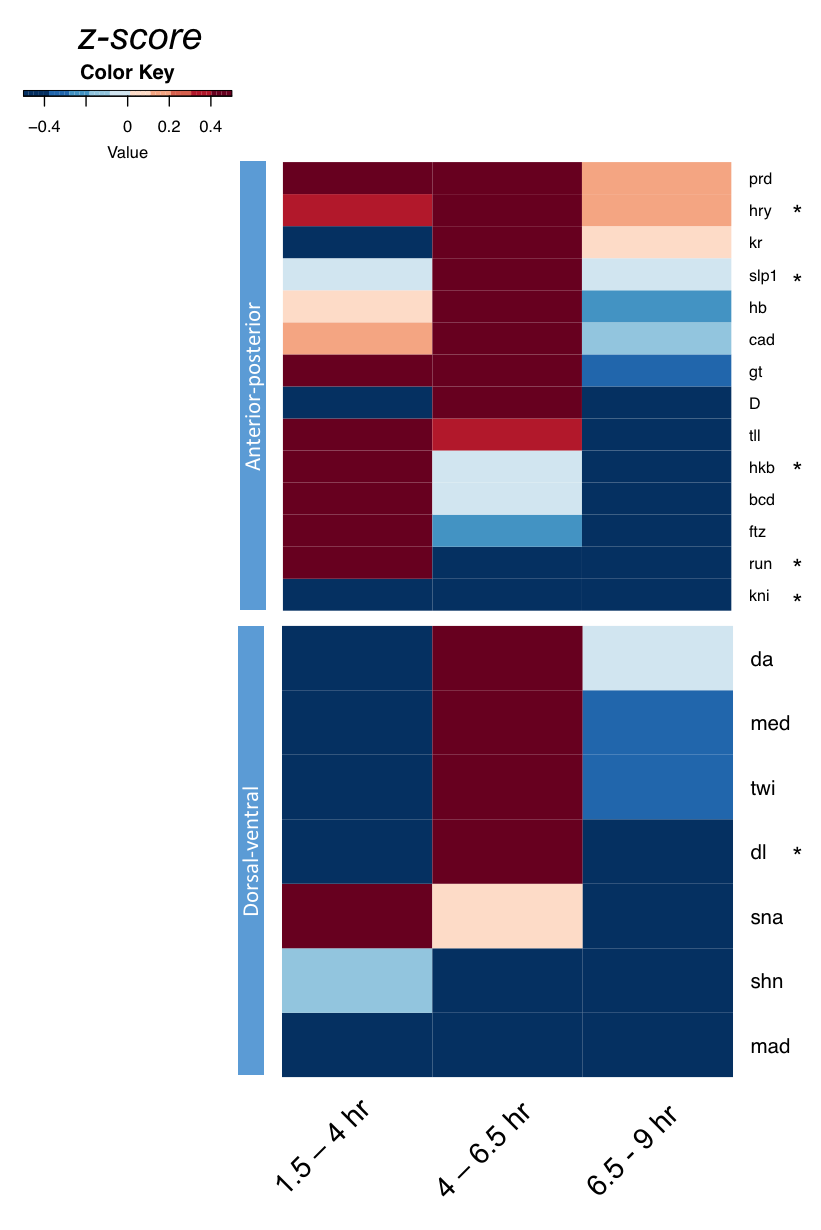 z-score
Color Key
−0.4 0 0.2 0.4
Value
Anterior-posterior
prd
hry *
kr
slp1 *
hb
cad
gt
D
tll
hkb *
bcd
ftz
run *
kni *
Dorsal-ventral
da
med
twi
dl *
sna
shn
mad
1.5 – 4 hr
4 – 6.5 hr
6.5 - 9 hr